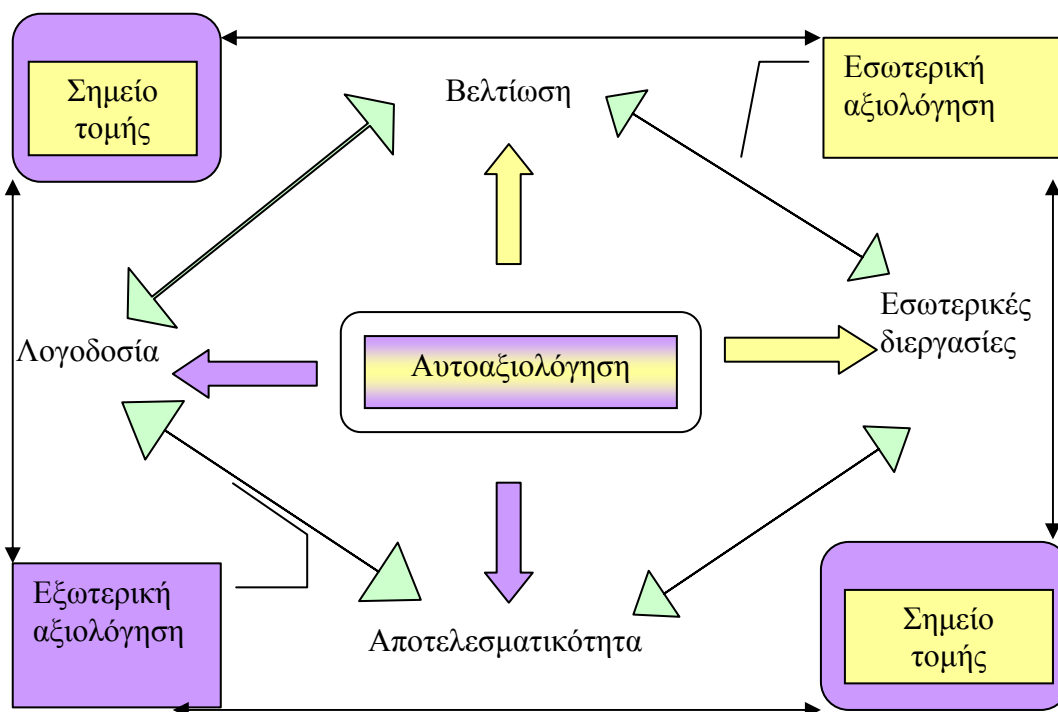 Σημείο
τομής
Βελτίωση
Εσωτερική
αξιολόγηση
Λογοδοσία
Αυτοαξιολόγηση
Εσωτερικές
διεργασίες
Εξωτερική
αξιολόγηση
Αποτελεσματικότητα
Σημείο
τομής